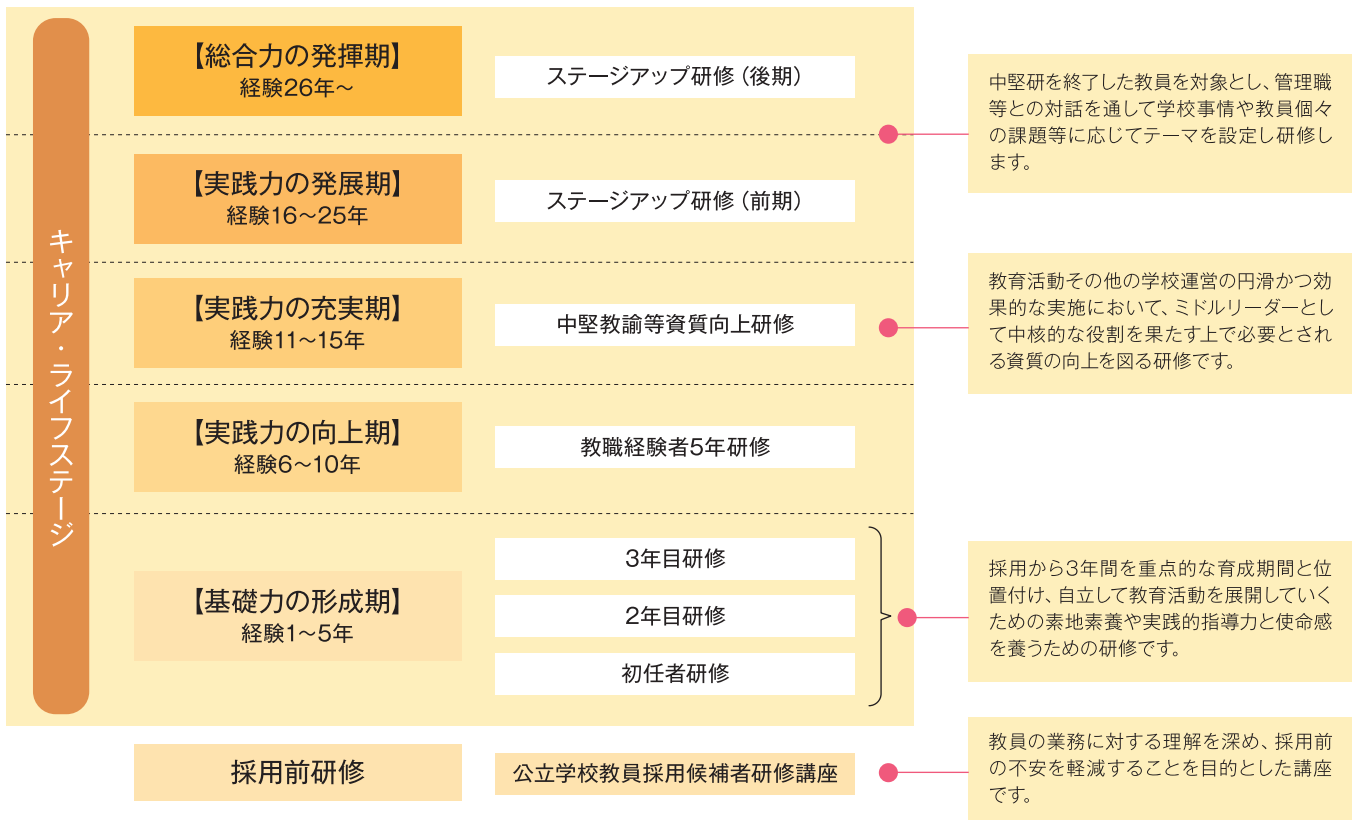 キャリア・ライフステージ
【総合力の発揮期】
経験26年～
ステージアップ研修（後期）
中堅研を終了した教員を対象とし、管理職
等との対話を通して学校事情や教員個々
の課題等に応じてテーマを設定し研修し
ます。
【実践力の発展期】
経験16～25年
ステージアップ研修（前期）
【実践力の充実期】
経験11～15年
中堅教諭等資質向上研修
教育活動その他の学校運営の円滑かつ効
果的な実施において、ミドルリーダーとし
て中核的な役割を果たす上で必要とされ
る資質の向上を図る研修です。
【実践力の向上期】
経験6～10年
教職経験者5年研修
【基礎力の形成期】
経験1～5年
3年目研修
2年目研修
初任者研修
採用から3年間を重点的な育成期間と位
置付け、自立して教育活動を展開していく
ための素地素養や実践的指導力と使命感
を養うための研修です。
採用前研修
公立学校教員採用候補者研修講座
教員の業務に対する理解を深め、採用前
の不安を軽減することを目的とした講座
です。